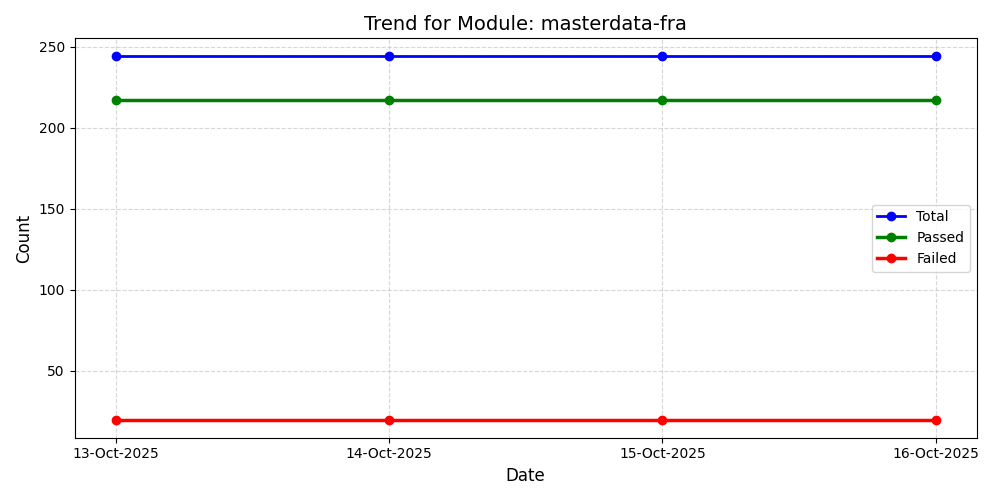 Trend for Module: masterdata-fra
250
200
150
100
50
Count
Total
Passed
Failed
13-Oct-2025
14-Oct-2025
15-Oct-2025
16-Oct-2025
Date